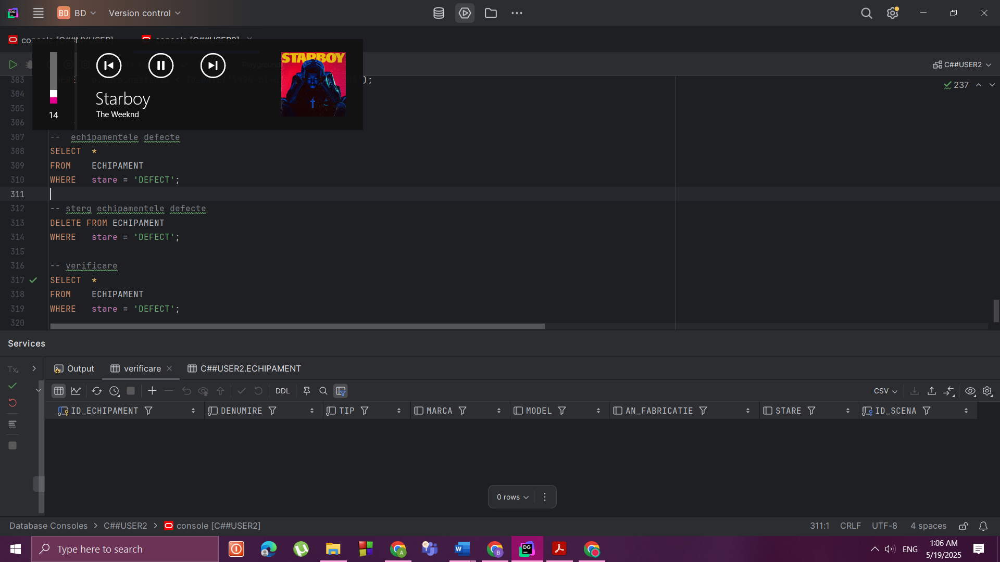 BD BD Version control
console [C##MYUSER] console [C##USER2]
Playground C##USER2
303 );
237
304
305
306
STARBOY
Starboy
The Weeknd
14
307 -- echipamentele defecte
308 SELECT *
309 FROM ECHIPAMENT
310 WHERE stare = 'DEFECT';
311
312 -- sterg echipamentele defecte
313 DELETE FROM ECHIPAMENT
314 WHERE stare = 'DEFECT';
315
316 -- verificare
317 SELECT *
318 FROM ECHIPAMENT
319 WHERE stare = 'DEFECT';
320
Services
Tx Output verificare C##USER2.ECHIPAMENT
DDL CSV
ID_ECHIPAMENT DENUMIRE TIP MARCA MODEL AN_FABRICATIE STARE ID_SCENA
0 rows
Database Consoles > C##USER2 > console [C##USER2] 311:1 CRLF UTF-8 4 spaces
Type here to search
ENG
1:06 AM
5/19/2025